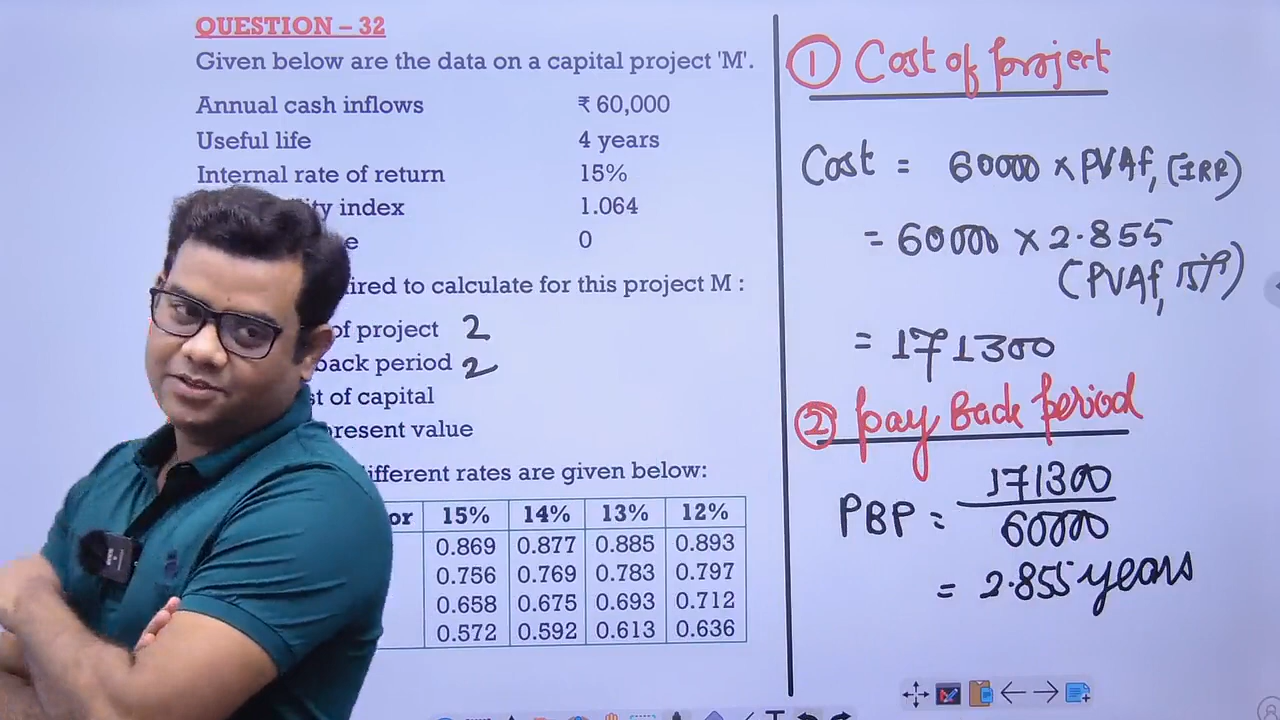 QUESTION – 32
Given below are the data on a capital project 'M'.
Annual cash inflows ₹ 60,000
Useful life 4 years
Internal rate of return 15%
ty index 1.064
e 0
ired to calculate for this project M :
of project 2
back period 2
st of capital
present value
ifferent rates are given below:
or 15% 14% 13% 12%
0.869 0.877 0.885 0.893
0.756 0.769 0.783 0.797
0.658 0.675 0.693 0.712
0.572 0.592 0.613 0.636
① Cost of project
Cost = 60000 × PVAf, (IRR)
= 60000 × 2.855
(PVAf, 15%)
= 171300
② Pay Back Period
PBP = 171300
60000
= 2.855 years